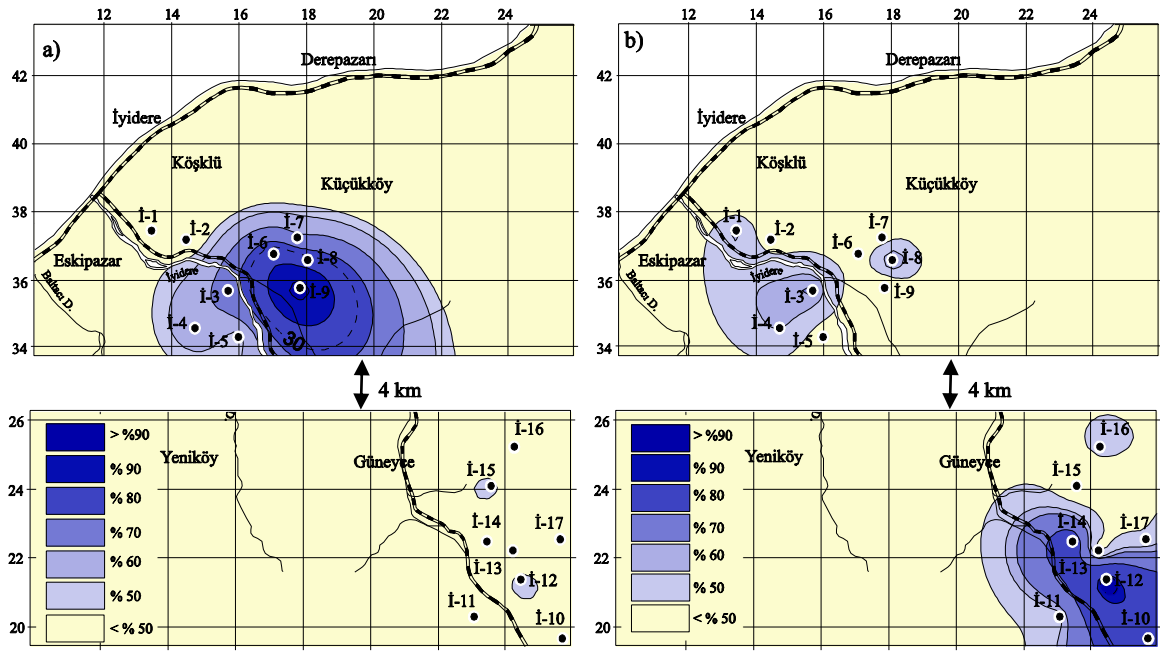 12 14 16 18 20 22 24
a)
Derepazarı
42
İyidere
40
Köşklü
Küçükköy
38
İ-1
İ-2
İ-7
İ-6
İ-8
Eskipazar
İyidere
36
İ-9
İ-3
Baltacı D.
İ-4
İ-5
30
34
12 14 16 18 20 22 24
b)
Derepazarı
42
İyidere
40
Köşklü
Küçükköy
38
İ-1
İ-2
İ-7
İ-6
İ-8
Eskipazar
İyidere
36
İ-9
İ-3
Baltacı D.
İ-4
İ-5
34
4 km
4 km
26
> %90
% 90
% 80
% 70
% 60
% 50
< % 50
Yeniköy
Güneyce
İ-16
İ-15
24
İ-14
İ-17
22
İ-13
İ-12
İ-11
İ-10
20
26
> %90
% 90
% 80
% 70
% 60
% 50
< % 50
Yeniköy
Güneyce
İ-16
İ-15
24
İ-14
İ-17
22
İ-13
İ-12
İ-11
İ-10
20